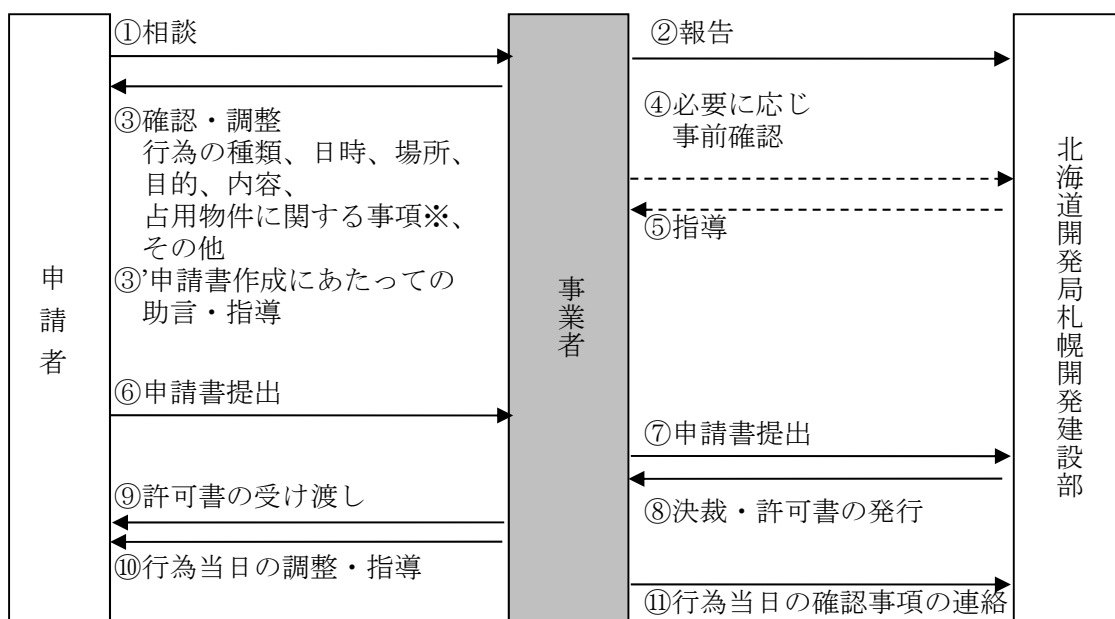 ①相談
②報告
③確認・調整
行為の種類、日時、場所、
目的、内容、
占用物件に関する事項※、
その他
③’申請書作成にあたっての
助言・指導
④必要に応じ
事前確認
⑤指導
申請者
事業者
北海道開発局札幌開発建設部
⑥申請書提出
⑦申請書提出
⑧決裁・許可書の発行
⑨許可書の受け渡し
⑩行為当日の調整・指導
⑪行為当日の確認事項の連絡